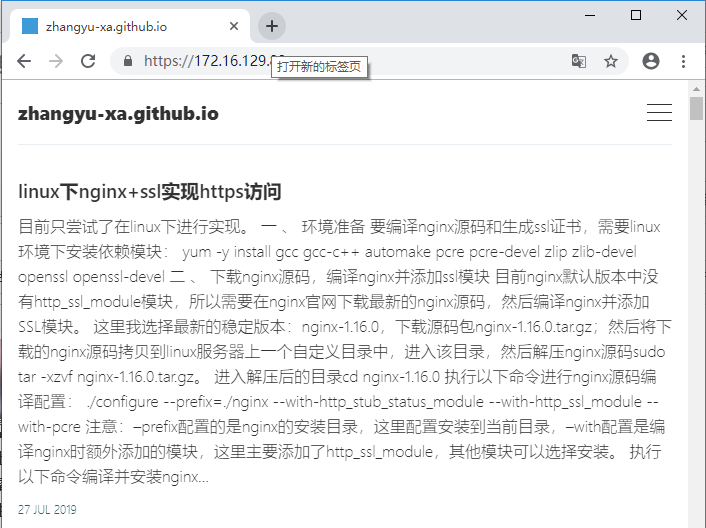 zhangyu-xa.github.io
https://172.16.129.
打开新的标签页
zhangyu-xa.github.io
linux下nginx+ssl实现https访问
目前只尝试了在linux下进行实现。 一 、 环境准备 要编译nginx源码和生成ssl证书，需要linux
环境下安装依赖模块： yum -y install gcc gcc-c++ automake pcre pcre-devel zlip zlib-devel
openssl openssl-devel 二 、 下载nginx源码，编译nginx并添加ssl模块 目前nginx默认版本中没
有http_ssl_module模块，所以需要在nginx官网下载最新的nginx源码，然后编译nginx并添加
SSL模块。 这里我选择最新的稳定版本：nginx-1.16.0，下载源码包nginx-1.16.0.tar.gz；然后将下
载的nginx源码拷贝到linux服务器上一个自定义目录中，进入该目录，然后解压nginx源码sudo
tar -xzvf nginx-1.16.0.tar.gz。 进入解压后的目录cd nginx-1.16.0 执行以下命令进行nginx源码编
译配置： ./configure --prefix=./nginx --with-http_stub_status_module --with-http_ssl_module --
with-pcre 注意：–prefix配置的是nginx的安装目录，这里配置安装到当前目录，–with配置是编
译nginx时额外添加的模块，这里主要添加了http_ssl_module，其他模块可以选择安装。 执行
以下命令编译并安装nginx...
27 JUL 2019